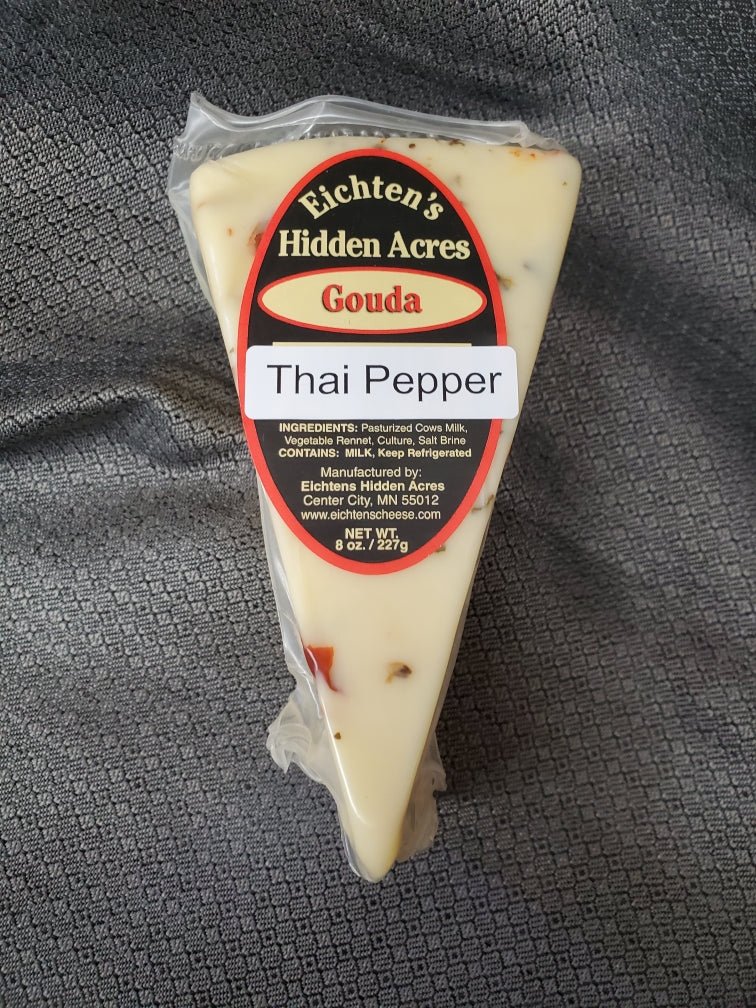 Eichten's
Hidden Acres
Gouda
Thai Pepper
INGREDIENTS: Pasturized Cows Milk,
Vegetable Rennet, Culture, Salt Brine
CONTAINS: MILK, Keep Refrigerated
Manufactured by:
Eichtens Hidden Acres
Center City, MN 55012
www.eichtenscheese.com
NET WT.
8 oz. / 227g